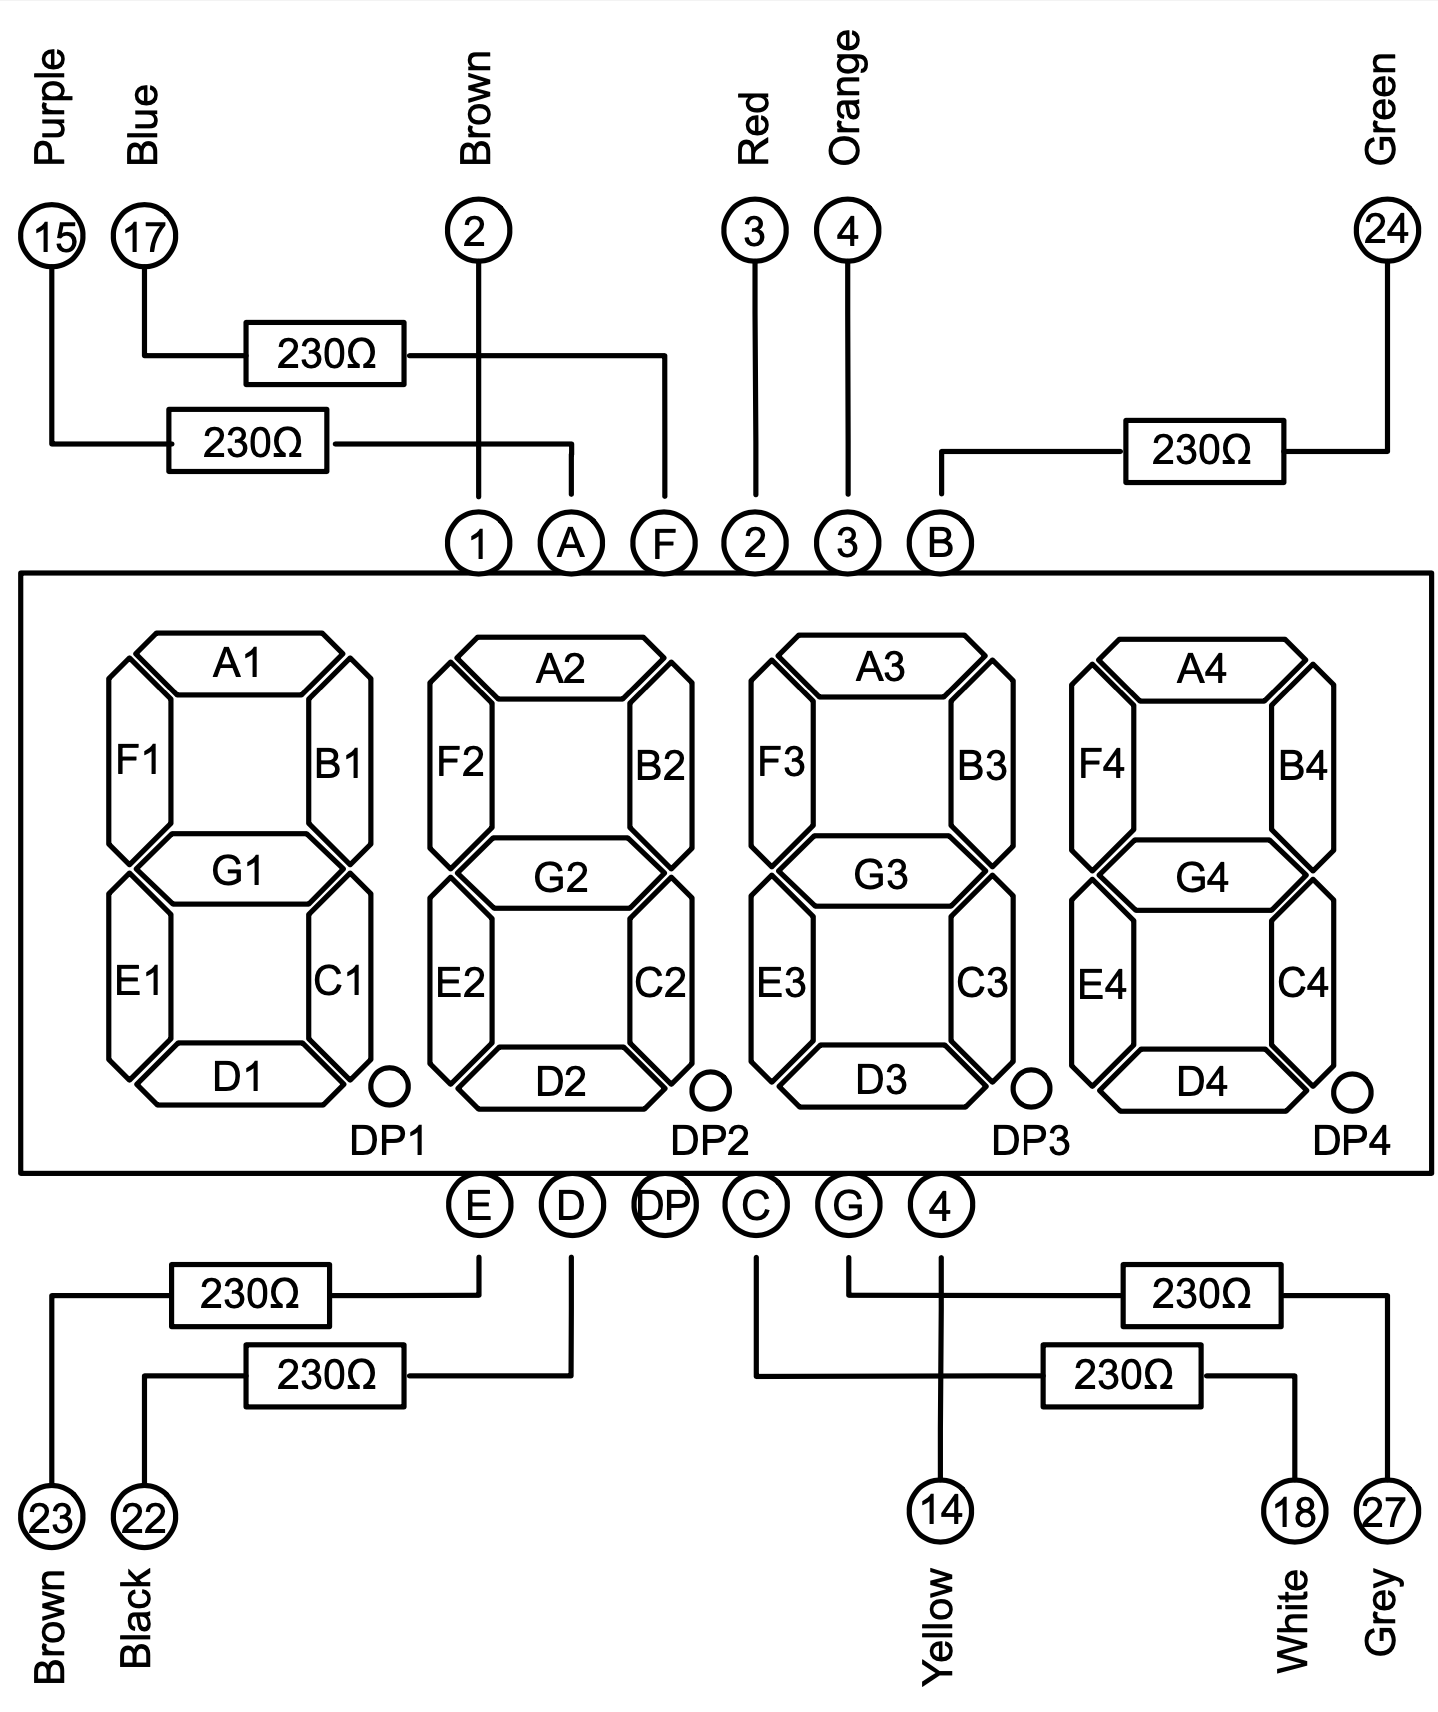 Purple Blue Brown Red Orange Green
15 17 2 3 4 24
230Ω
230Ω 230Ω
1 A F 2 3 B
A1 A2 A3 A4
F1 B1 F2 B2 F3 B3 F4 B4
G1 G2 G3 G4
E1 C1 E2 C2 E3 C3 E4 C4
D1 D2 D3 D4
DP1 DP2 DP3 DP4
E D DP C G 4
230Ω 230Ω
230Ω 230Ω
23 22 14 18 27
Brown Black Yellow White Grey